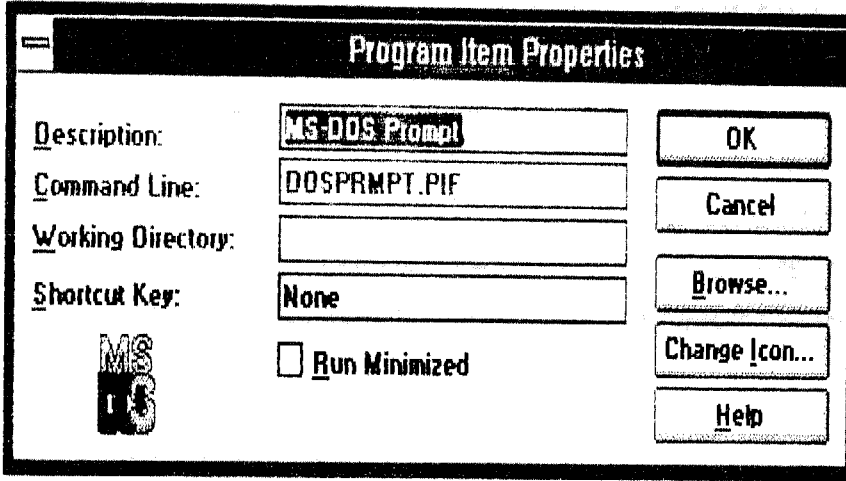 Program Item Properties
Description: MS-DOS Prompt
Command Line: DOSPRMPT.PIF
Working Directory:
Shortcut Key: None
Run Minimized
OK
Cancel
Browse...
Change Icon...
Help
MS